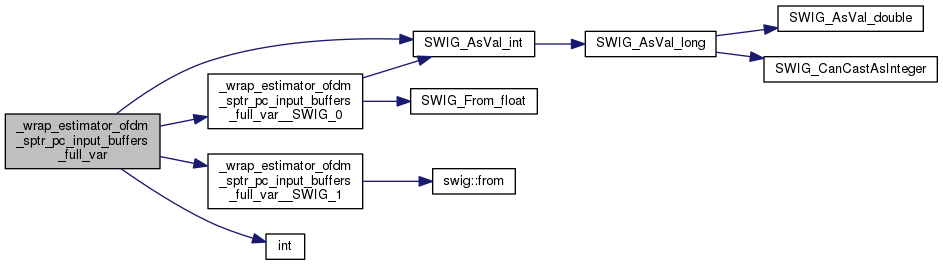 _wrap_estimator_ofdm
_sptr_pc_input_buffers
_full_var
_wrap_estimator_ofdm
_sptr_pc_input_buffers
_full_var__SWIG_0
_wrap_estimator_ofdm
_sptr_pc_input_buffers
_full_var__SWIG_1
int
SWIG_AsVal_int
SWIG_From_float
swig::from
SWIG_AsVal_long
SWIG_AsVal_double
SWIG_CanCastAsInteger